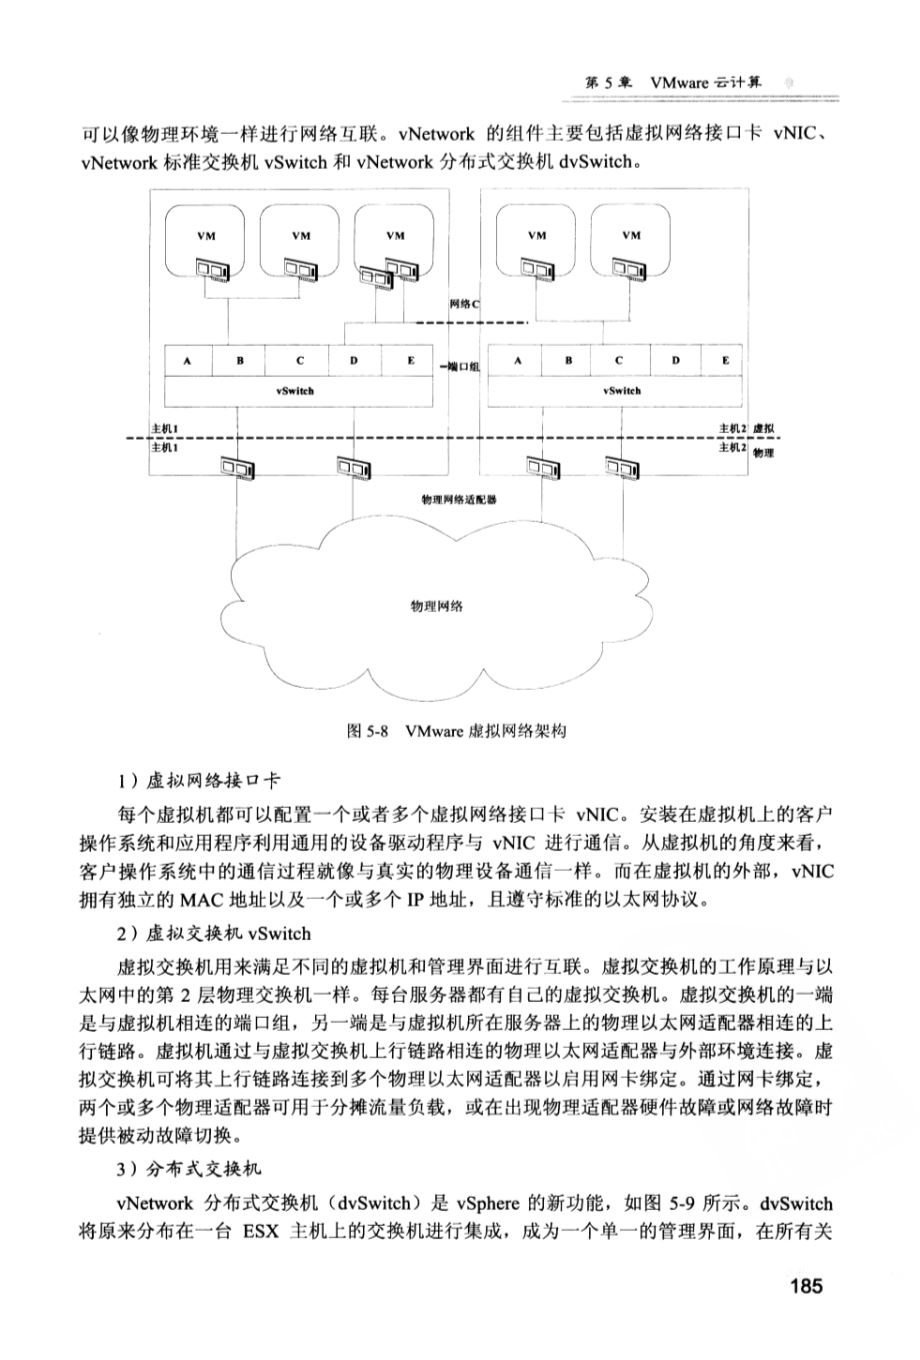 第 5 章 VMware 云计算
可以像物理环境一样进行网络互联。vNetwork 的组件主要包括虚拟网络接口卡 vNIC、
vNetwork 标准交换机 vSwitch 和 vNetwork 分布式交换机 dvSwitch。
VM VM VM VM VM
网络C
A B C D E 端口组 A B C D E
vSwitch vSwitch
主机1 主机2 虚拟
主机1 主机2 物理
物理网络适配器
物理网络
图 5-8 VMware 虚拟网络架构
1）虚拟网络接口卡
每个虚拟机都可以配置一个或者多个虚拟网络接口卡 vNIC。安装在虚拟机上的客户
操作系统和应用程序利用通用的设备驱动程序与 vNIC 进行通信。从虚拟机的角度来看，
客户操作系统中的通信过程就像与真实的物理设备通信一样。而在虚拟机的外部，vNIC
拥有独立的 MAC 地址以及一个或多个 IP 地址，且遵守标准的以太网协议。
2）虚拟交换机 vSwitch
虚拟交换机用来满足不同的虚拟机和管理界面进行互联。虚拟交换机的工作原理与以
太网中的第 2 层物理交换机一样。每台服务器都有自己的虚拟交换机。虚拟交换机的一端
是与虚拟机相连的端口组，另一端是与虚拟机所在服务器上的物理以太网适配器相连的上
行链路。虚拟机通过与虚拟交换机上行链路相连的物理以太网适配器与外部环境连接。虚
拟交换机可将其上行链路连接到多个物理以太网适配器以启用网卡绑定。通过网卡绑定，
两个或多个物理适配器可用于分摊流量负载，或在出现物理适配器硬件故障或网络故障时
提供被动故障切换。
3）分布式交换机
vNetwork 分布式交换机（dvSwitch）是 vSphere 的新功能，如图 5-9 所示。dvSwitch
将原来分布在一台 ESX 主机上的交换机进行集成，成为一个单一的管理界面，在所有关
185